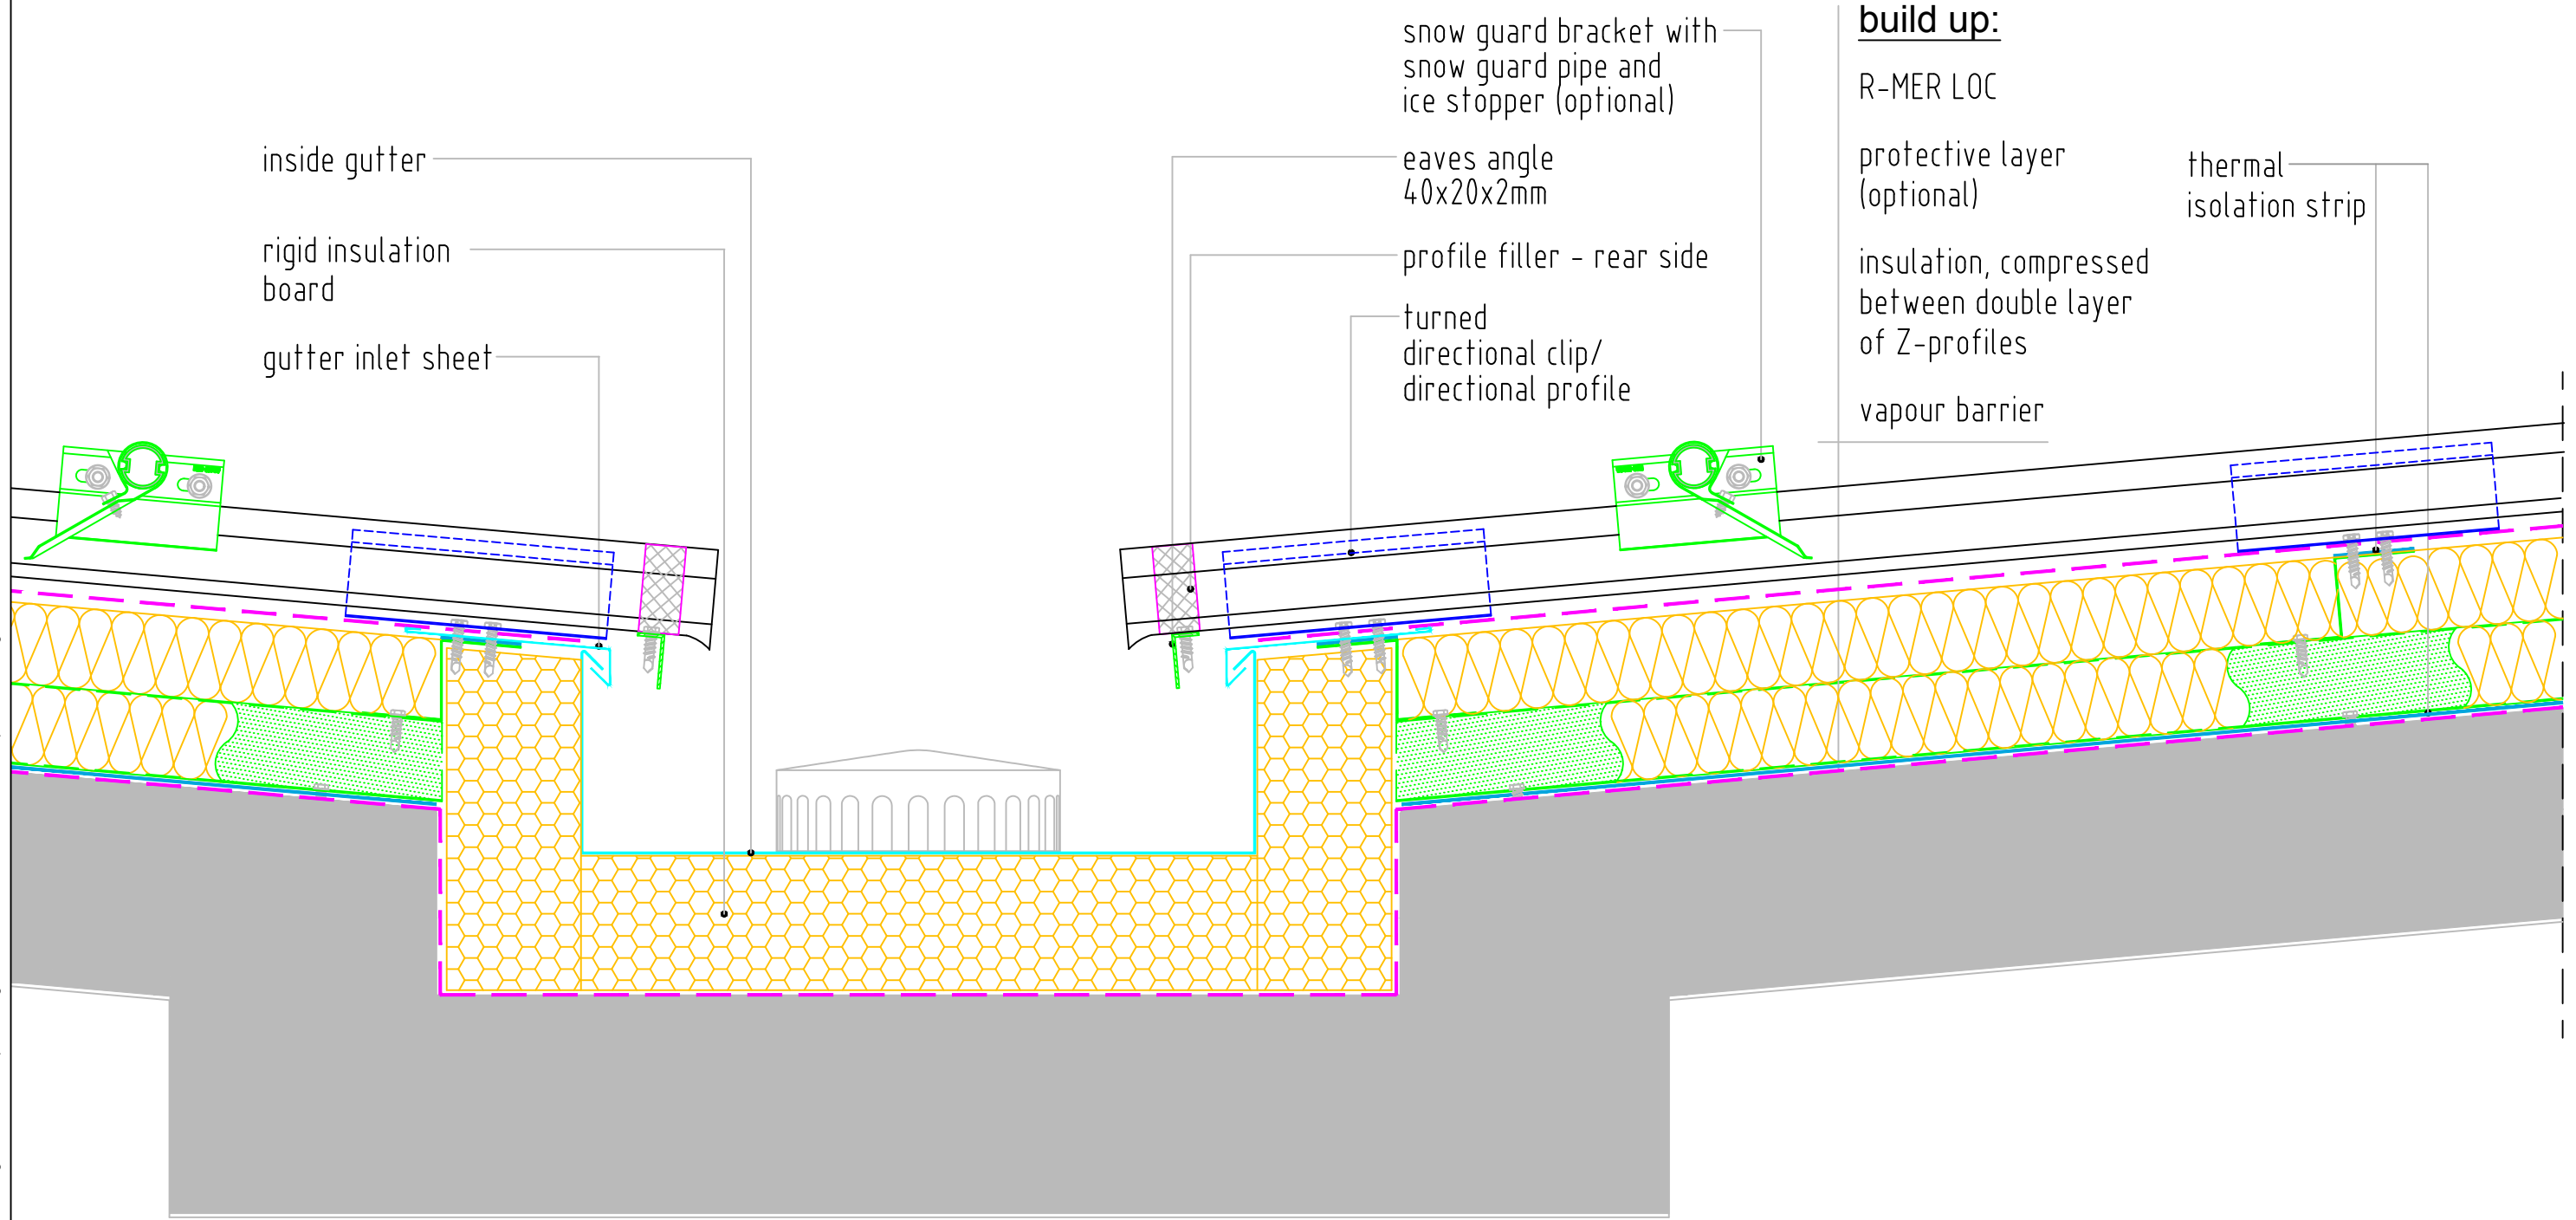 inside gutter
rigid insulation
board
gutter inlet sheet
snow guard bracket with
snow guard pipe and
ice stopper (optional)
eaves angle
40x20x2mm
profile filler - rear side
turned
directional clip/
directional profile
build up:
R-MER LOC
protective layer
(optional)
insulation, compressed
between double layer
of Z-profiles
vapour barrier
thermal
isolation strip